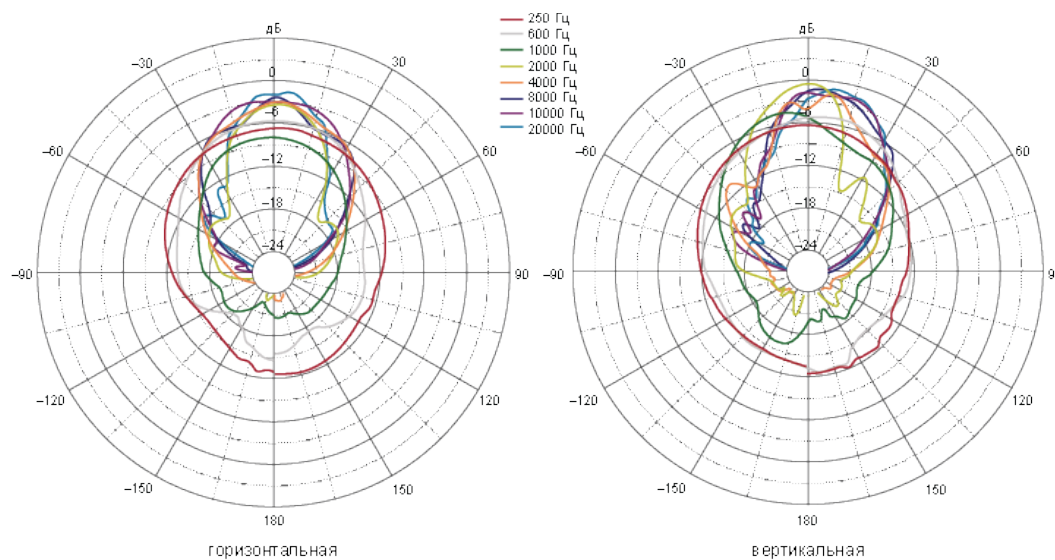 250 Гц
600 Гц
1000 Гц
2000 Гц
4000 Гц
8000 Гц
10000 Гц
20000 Гц
дБ
−30
30
0
−6
−12
−18
−24
−60
60
−90
90
−120
120
−150
150
180
горизонтальная
дБ
−30
30
0
−6
−12
−18
−24
−60
60
−90
9
−120
120
−150
150
180
вертикальная